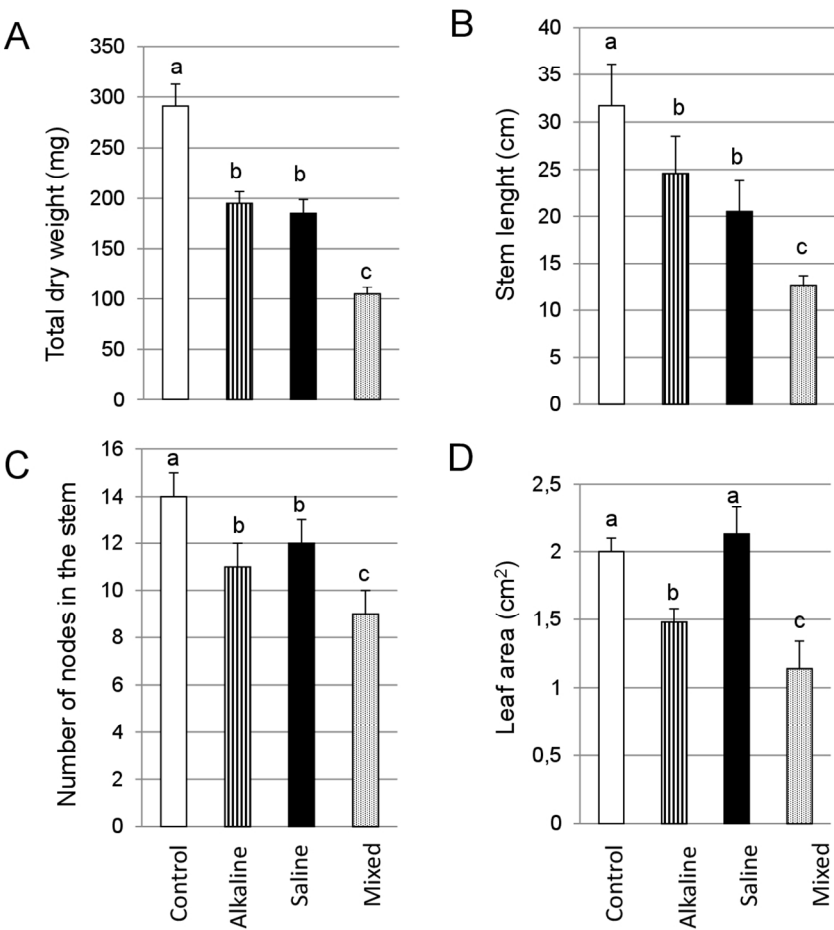 A
Total dry weight (mg)
350
300
250
200
150
100
50
0
a
b
b
c
B
Stem lenght (cm)
40
35
30
25
20
15
10
5
0
a
b
b
c
C
Number of nodes in the stem
16
14
12
10
8
6
4
2
0
a
b
b
c
Control
Alkaline
Saline
Mixed
D
Leaf area (cm²)
2,5
2
1,5
1
0,5
0
a
b
a
c
Control
Alkaline
Saline
Mixed